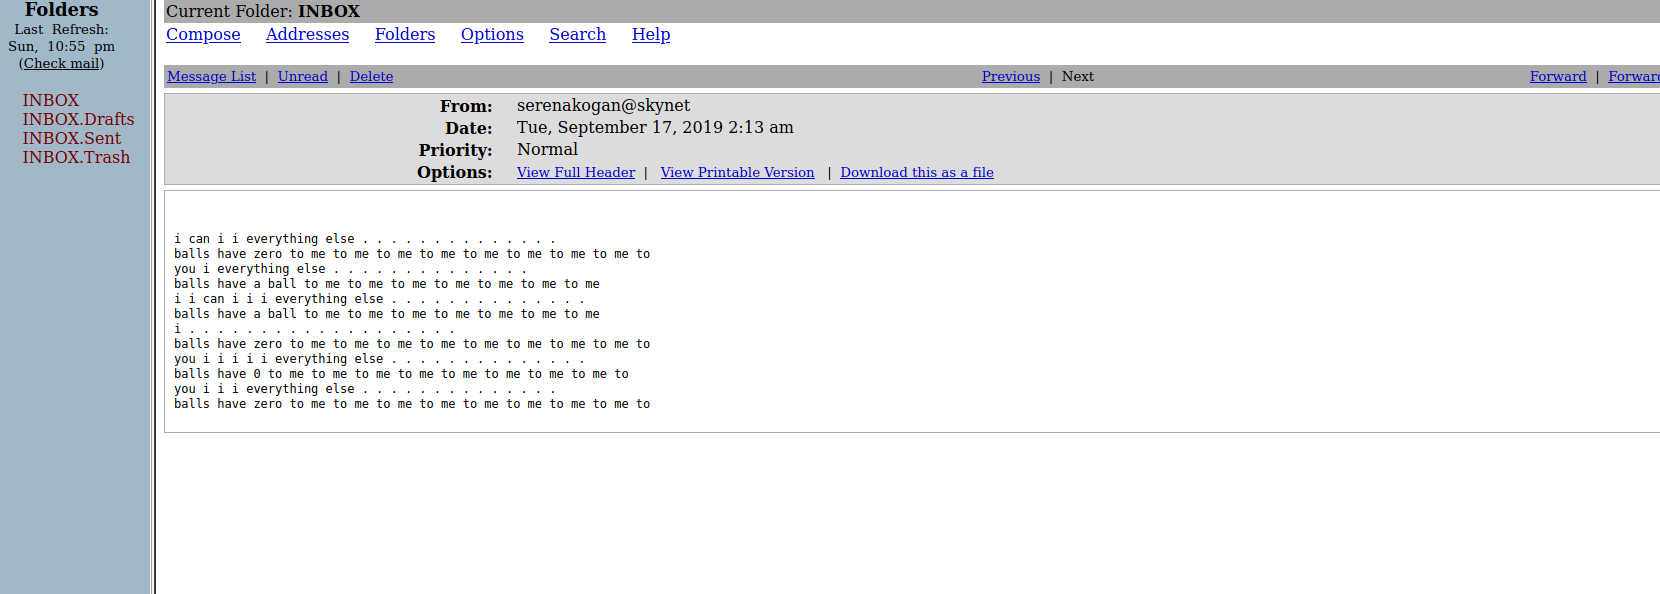 Folders
Last Refresh:
Sun, 10:55 pm
(Check mail)
INBOX
INBOX.Drafts
INBOX.Sent
INBOX.Trash
Current Folder: INBOX
Compose Addresses Folders Options Search Help
Message List | Unread | Delete Previous | Next Forward | Forward
From: serenakogan@skynet
Date: Tue, September 17, 2019 2:13 am
Priority: Normal
Options: View Full Header | View Printable Version | Download this as a file
i can i i everything else . . . . . . . . . . . . . .
balls have zero to me to me to me to me to me to me to me to me to
you i everything else . . . . . . . . . . . . . .
balls have a ball to me to me to me to me to me to me to me
i i can i i i everything else . . . . . . . . . . . . . .
balls have a ball to me to me to me to me to me to me to me
i . . . . . . . . . . . . . . . . . . .
balls have zero to me to me to me to me to me to me to me to me to
you i i i i i everything else . . . . . . . . . . . . . .
balls have 0 to me to me to me to me to me to me to me to me to
you i i i everything else . . . . . . . . . . . . . .
balls have zero to me to me to me to me to me to me to me to me to